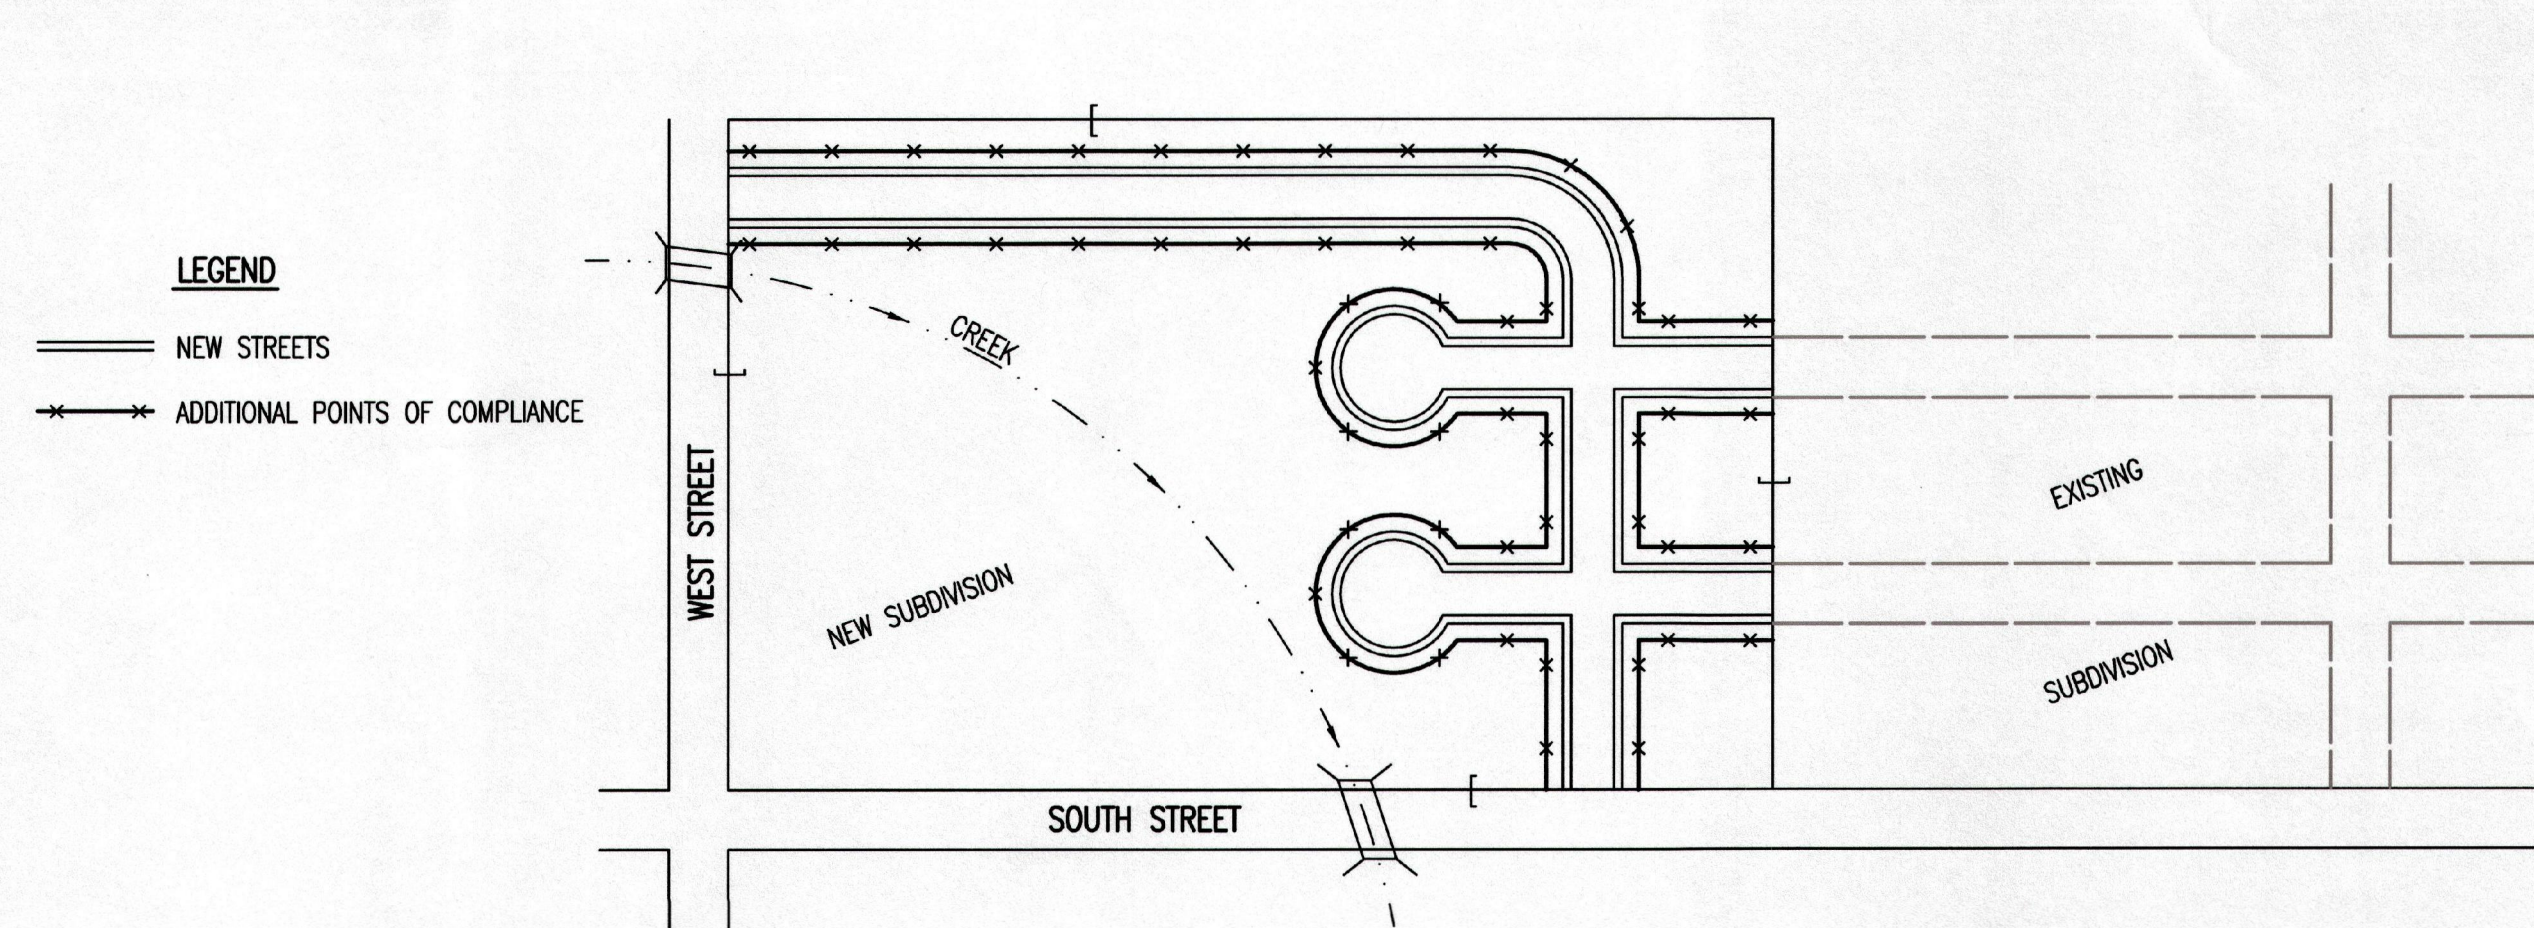 LEGEND
NEW STREETS
ADDITIONAL POINTS OF COMPLIANCE
WEST STREET
CREEK
NEW SUBDIVISION
SOUTH STREET
EXISTING
SUBDIVISION